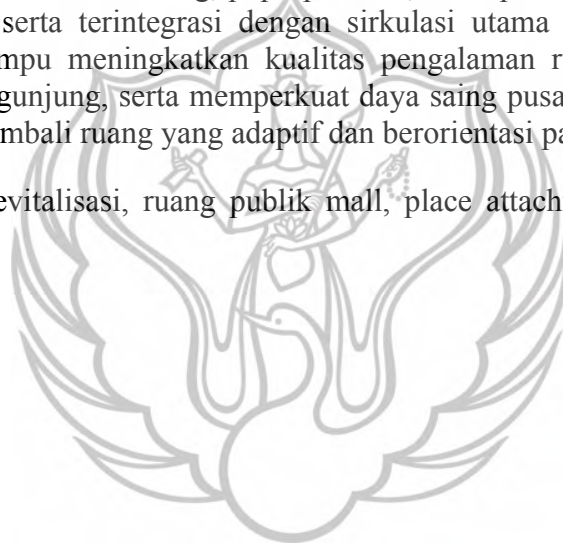 serta terintegrasi dengan sirkulasi utama
mpu meningkatkan kualitas pengalaman r
gunjung, serta memperkuat daya saing pusa
mbali ruang yang adaptif dan berorientasi pa
evitalisasi, ruang publik mall, place attach